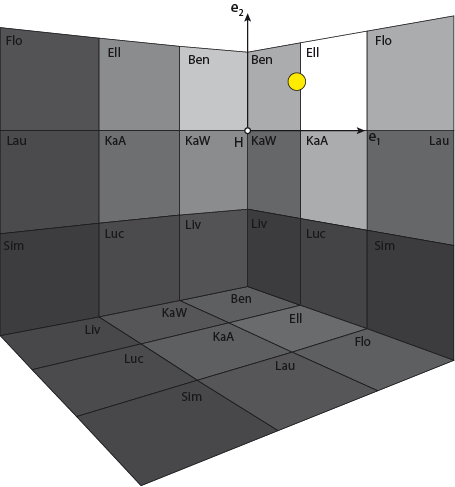 e2
Flo
Ell
Ben
Ben
Ell
Flo
Lau
KaA
KaW
H
KaW
KaA
e1
Lau
Sim
Luc
Liv
Liv
Luc
Sim
Ben
KaW
Ell
Liv
KaA
Flo
Luc
Lau
Sim